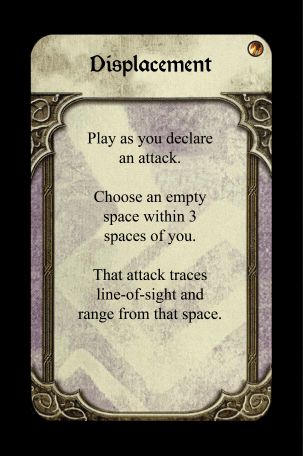 Displacement
Play as you declare
an attack.
Choose an empty
space within 3
spaces of you.
That attack traces
line-of-sight and
range from that space.